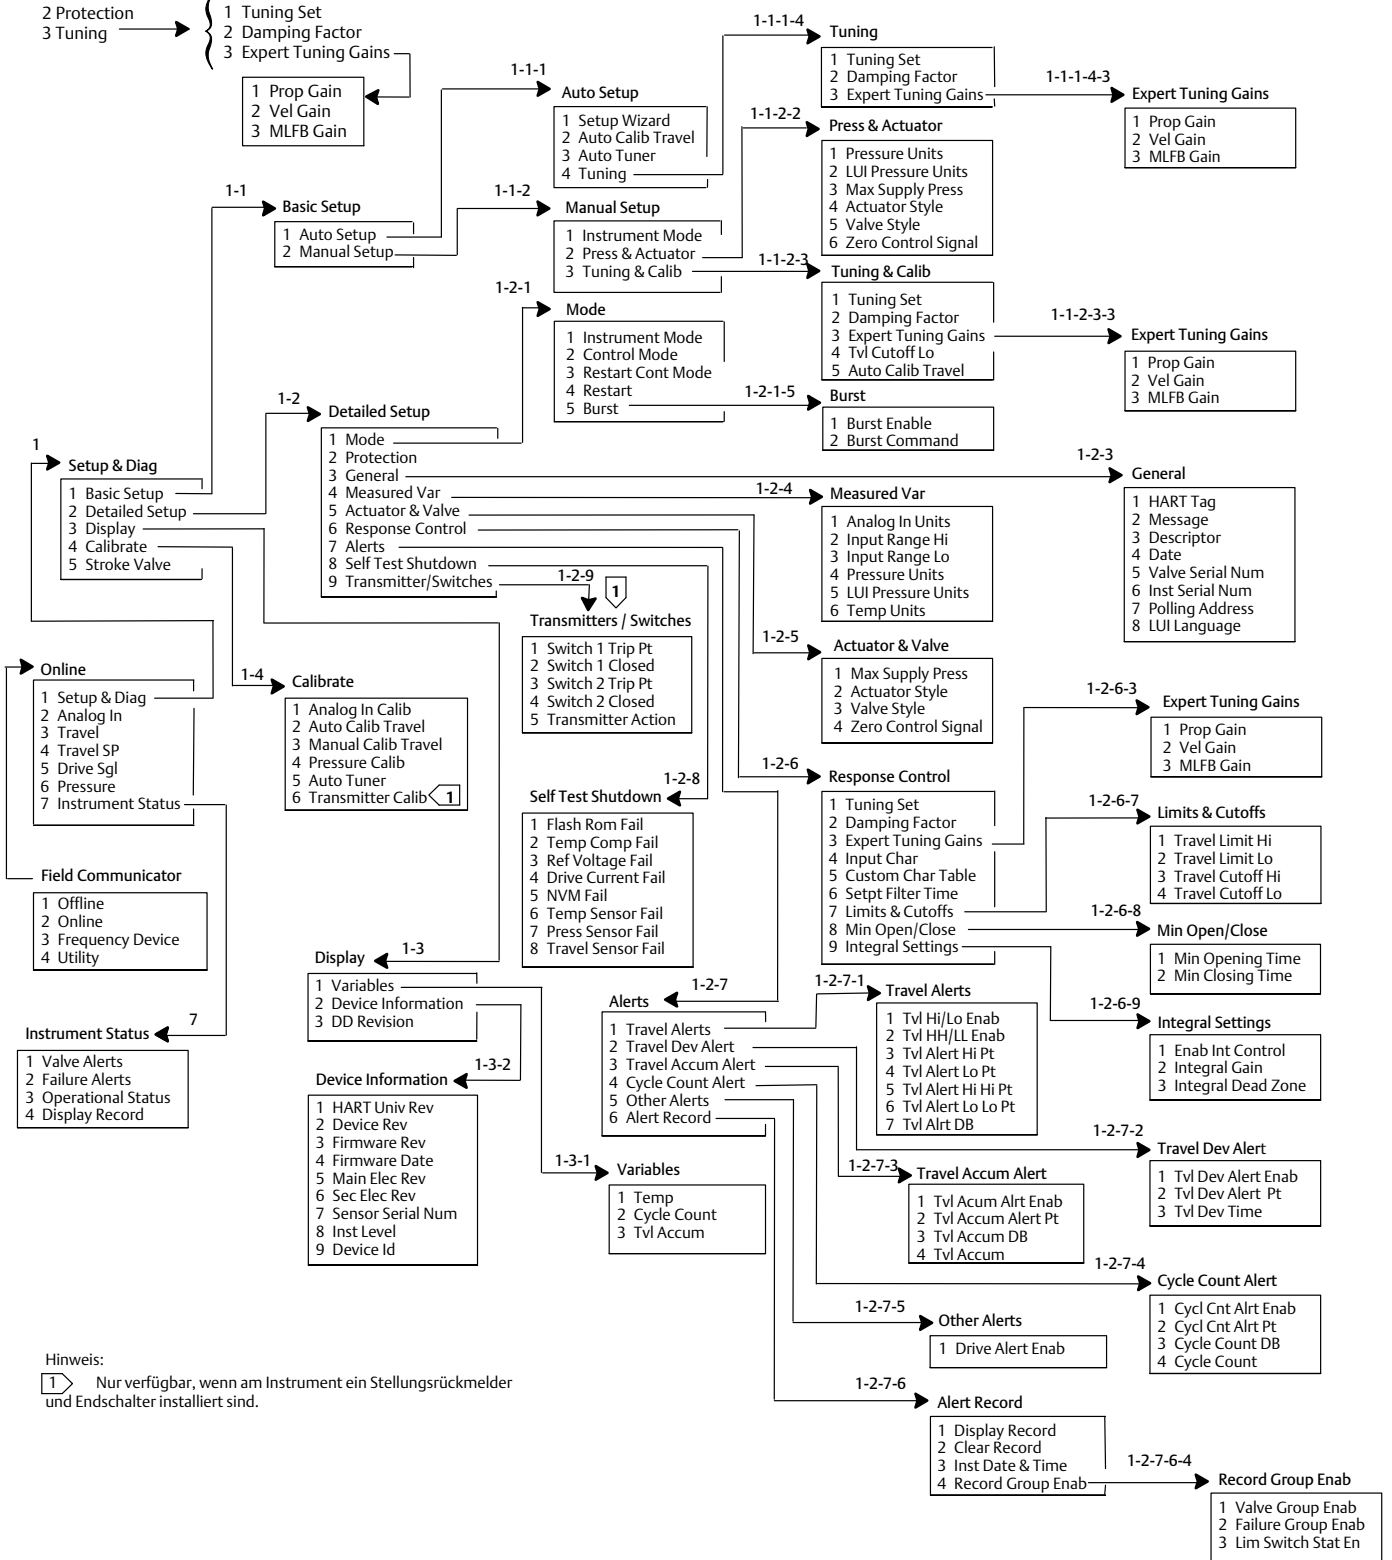 2 Protection
3 Tuning
1 Tuning Set
2 Damping Factor
3 Expert Tuning Gains
1 Prop Gain
2 Vel Gain
3 MLFB Gain
1-1-1
Auto Setup
1 Setup Wizard
2 Auto Calib Travel
3 Auto Tuner
4 Tuning
1-1-1-4
Tuning
1 Tuning Set
2 Damping Factor
3 Expert Tuning Gains
1-1-1-4-3
Expert Tuning Gains
1 Prop Gain
2 Vel Gain
3 MLFB Gain
1-1-2-2
Press & Actuator
1 Pressure Units
2 LUI Pressure Units
3 Max Supply Press
4 Actuator Style
5 Valve Style
6 Zero Control Signal
1-1
Basic Setup
1 Auto Setup
2 Manual Setup
1-1-2
Manual Setup
1 Instrument Mode
2 Press & Actuator
3 Tuning & Calib
1-1-2-3
Tuning & Calib
1 Tuning Set
2 Damping Factor
3 Expert Tuning Gains
4 Tvl Cutoff Lo
5 Auto Calib Travel
1-1-2-3-3
Expert Tuning Gains
1 Prop Gain
2 Vel Gain
3 MLFB Gain
1-2-1
Mode
1 Instrument Mode
2 Control Mode
3 Restart Cont Mode
4 Restart
5 Burst
1-2-1-5
Burst
1 Burst Enable
2 Burst Command
1-2
Detailed Setup
1 Mode
2 Protection
3 General
4 Measured Var
5 Actuator & Valve
6 Response Control
7 Alerts
8 Self Test Shutdown
9 Transmitter/Switches
1
Setup & Diag
1 Basic Setup
2 Detailed Setup
3 Display
4 Calibrate
5 Stroke Valve
1-2-3
General
1 HART Tag
2 Message
3 Descriptor
4 Date
5 Valve Serial Num
6 Inst Serial Num
7 Polling Address
8 LUI Language
1-2-4
Measured Var
1 Analog In Units
2 Input Range Hi
3 Input Range Lo
4 Pressure Units
5 LUI Pressure Units
6 Temp Units
1-2-9
1
Transmitters / Switches
1 Switch 1 Trip Pt
2 Switch 1 Closed
3 Switch 2 Trip Pt
4 Switch 2 Closed
5 Transmitter Action
1-2-5
Actuator & Valve
1 Max Supply Press
2 Actuator Style
3 Valve Style
4 Zero Control Signal
Online
1 Setup & Diag
2 Analog In
3 Travel
4 Travel SP
5 Drive Sgl
6 Pressure
7 Instrument Status
1-4
Calibrate
1 Analog In Calib
2 Auto Calib Travel
3 Manual Calib Travel
4 Pressure Calib
5 Auto Tuner
6 Transmitter Calib
1
1-2-6-3
Expert Tuning Gains
1 Prop Gain
2 Vel Gain
3 MLFB Gain
1-2-6
Response Control
1 Tuning Set
2 Damping Factor
3 Expert Tuning Gains
4 Input Char
5 Custom Char Table
6 Setpt Filter Time
7 Limits & Cutoffs
8 Min Open/Close
9 Integral Settings
1-2-8
Self Test Shutdown
1 Flash Rom Fail
2 Temp Comp Fail
3 Ref Voltage Fail
4 Drive Current Fail
5 NVM Fail
6 Temp Sensor Fail
7 Press Sensor Fail
8 Travel Sensor Fail
1-2-6-7
Limits & Cutoffs
1 Travel Limit Hi
2 Travel Limit Lo
3 Travel Cutoff Hi
4 Travel Cutoff Lo
Field Communicator
1 Offline
2 Online
3 Frequency Device
4 Utility
1-2-6-8
Min Open/Close
1 Min Opening Time
2 Min Closing Time
1-3
Display
1 Variables
2 Device Information
3 DD Revision
1-2-7
Alerts
1 Travel Alerts
2 Travel Dev Alert
3 Travel Accum Alert
4 Cycle Count Alert
5 Other Alerts
6 Alert Record
1-2-7-1
Travel Alerts
1 Tvl Hi/Lo Enab
2 Tvl HH/LL Enab
3 Tvl Alert Hi Pt
4 Tvl Alert Lo Pt
5 Tvl Alert Hi Hi Pt
6 Tvl Alert Lo Lo Pt
7 Tvl Alrt DB
1-2-6-9
Integral Settings
1 Enab Int Control
2 Integral Gain
3 Integral Dead Zone
7
Instrument Status
1 Valve Alerts
2 Failure Alerts
3 Operational Status
4 Display Record
1-3-2
Device Information
1 HART Univ Rev
2 Device Rev
3 Firmware Rev
4 Firmware Date
5 Main Elec Rev
6 Sec Elec Rev
7 Sensor Serial Num
8 Inst Level
9 Device Id
1-2-7-2
Travel Dev Alert
1 Tvl Dev Alert Enab
2 Tvl Dev Alert Pt
3 Tvl Dev Time
1-3-1
Variables
1 Temp
2 Cycle Count
3 Tvl Accum
1-2-7-3
Travel Accum Alert
1 Tvl Acum Alrt Enab
2 Tvl Accum Alert Pt
3 Tvl Accum DB
4 Tvl Accum
1-2-7-4
Cycle Count Alert
1 Cycl Cnt Alrt Enab
2 Cycl Cnt Alrt Pt
3 Cycle Count DB
4 Cycle Count
1-2-7-5
Other Alerts
1 Drive Alert Enab
Hinweis:
1 Nur verfügbar, wenn am Instrument ein Stellungsrückmelder
und Endschalter installiert sind.
1-2-7-6
Alert Record
1 Display Record
2 Clear Record
3 Inst Date & Time
4 Record Group Enab
1-2-7-6-4
Record Group Enab
1 Valve Group Enab
2 Failure Group Enab
3 Lim Switch Stat En